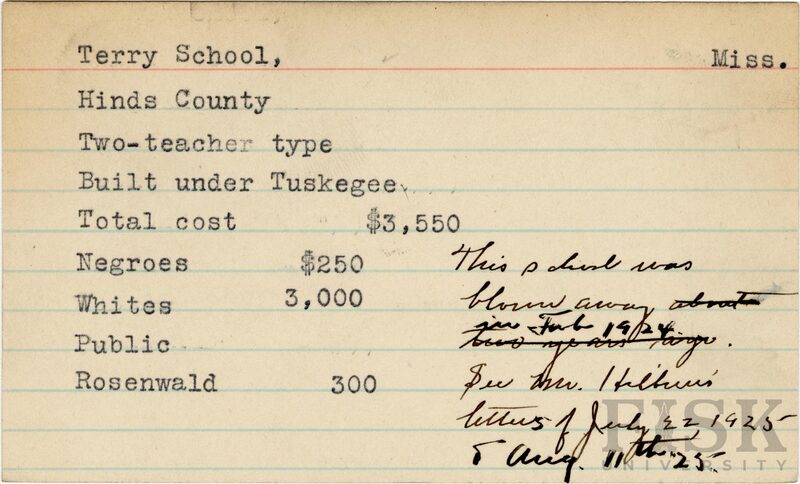 Terry School, Miss.
Hinds County
Two-teacher type
Built under Tuskegee
Total cost $3,550
Negroes $250
Whites 3,000
Public
Rosenwald 300
This school was
blown away about
in Feb 1924
two years ago.
See Mr. Hilbun's
letters of July 22, 1925
& Aug. 11th 25.
FISK
UNIVERSITY